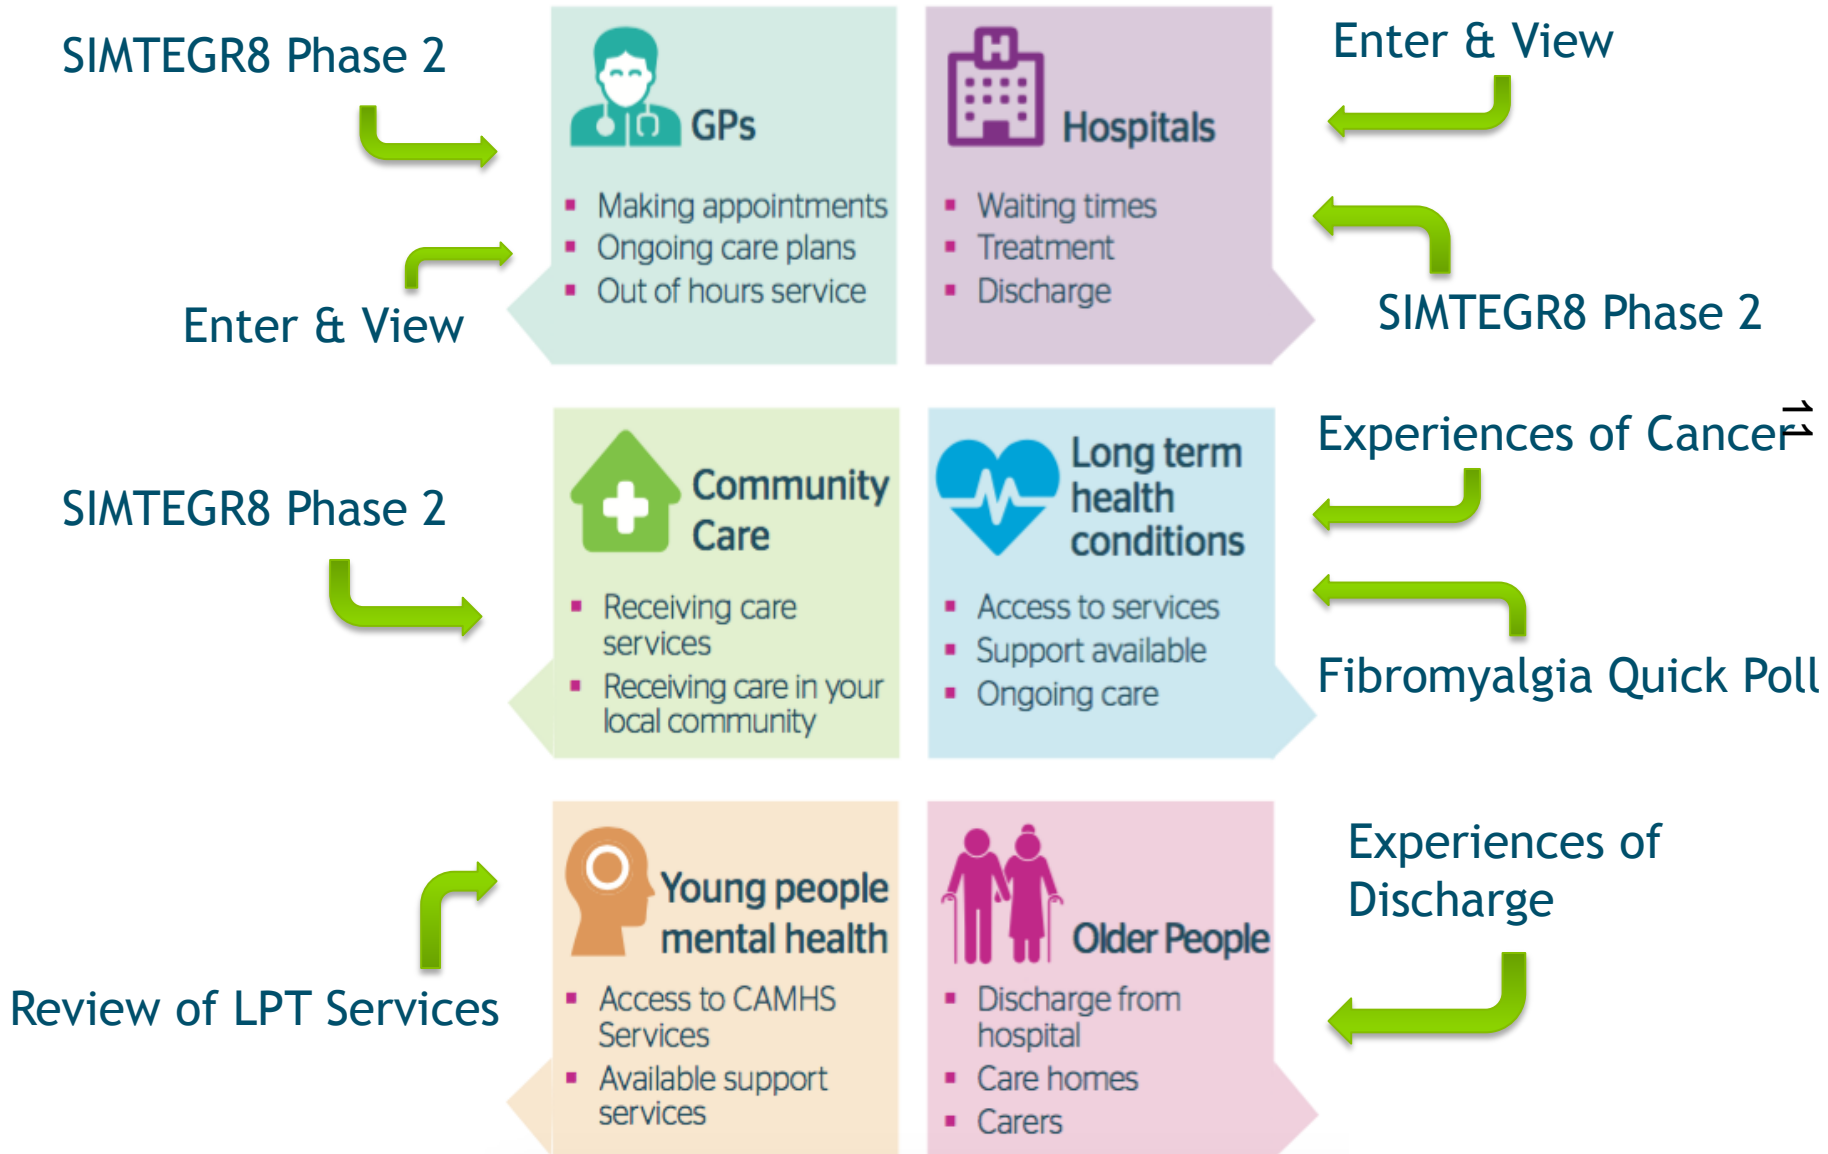 SIMTEGR8 Phase 2
Enter & View
GPs
▪ Making appointments
▪ Ongoing care plans
▪ Out of hours service
H
Hospitals
▪ Waiting times
▪ Treatment
▪ Discharge
Enter & View
SIMTEGR8 Phase 2
SIMTEGR8 Phase 2
Community
Care
▪ Receiving care
services
▪ Receiving care in your
local community
Long term
health
conditions
▪ Access to services
▪ Support available
▪ Ongoing care
Experiences of Cancer
11
Fibromyalgia Quick Poll
Review of LPT Services
Young people
mental health
▪ Access to CAMHS
Services
▪ Available support
services
Older People
▪ Discharge from
hospital
▪ Care homes
▪ Carers
Experiences of
Discharge